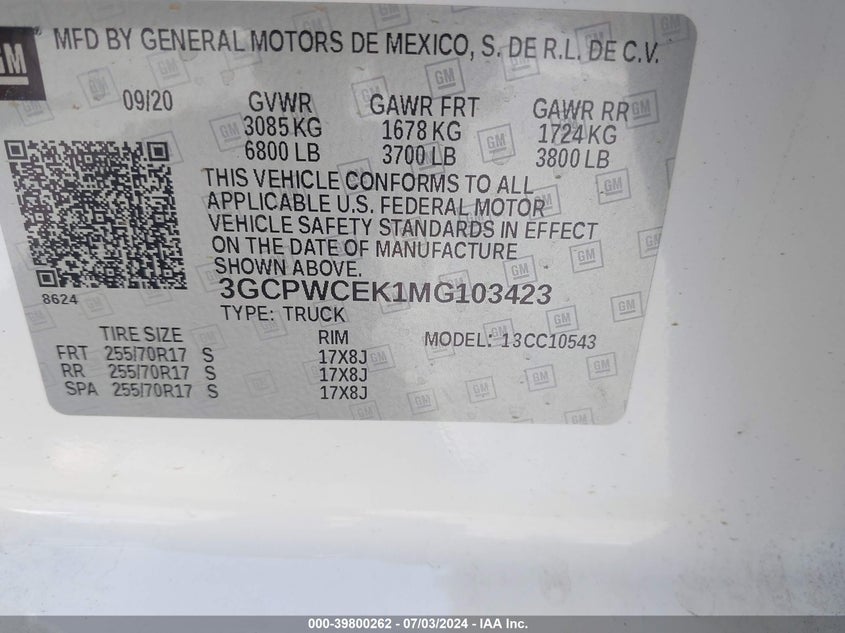 GM
MFD BY GENERAL MOTORS DE MEXICO, S. DE R.L. DE C.V.
09/20 GVWR GAWR FRT GAWR RR
3085 KG 1678 KG 1724 KG
6800 LB 3700 LB 3800 LB
THIS VEHICLE CONFORMS TO ALL
APPLICABLE U.S. FEDERAL MOTOR
VEHICLE SAFETY STANDARDS IN EFFECT
ON THE DATE OF MANUFACTURE
SHOWN ABOVE.
8624 3GCPWCEK1MG103423
TYPE: TRUCK
TIRE SIZE RIM MODEL: 13CC10543
FRT 255/70R17 S 17X8J
RR 255/70R17 S 17X8J
SPA 255/70R17 S 17X8J
000-39800262 / 07/03/2024 - IAA Inc.